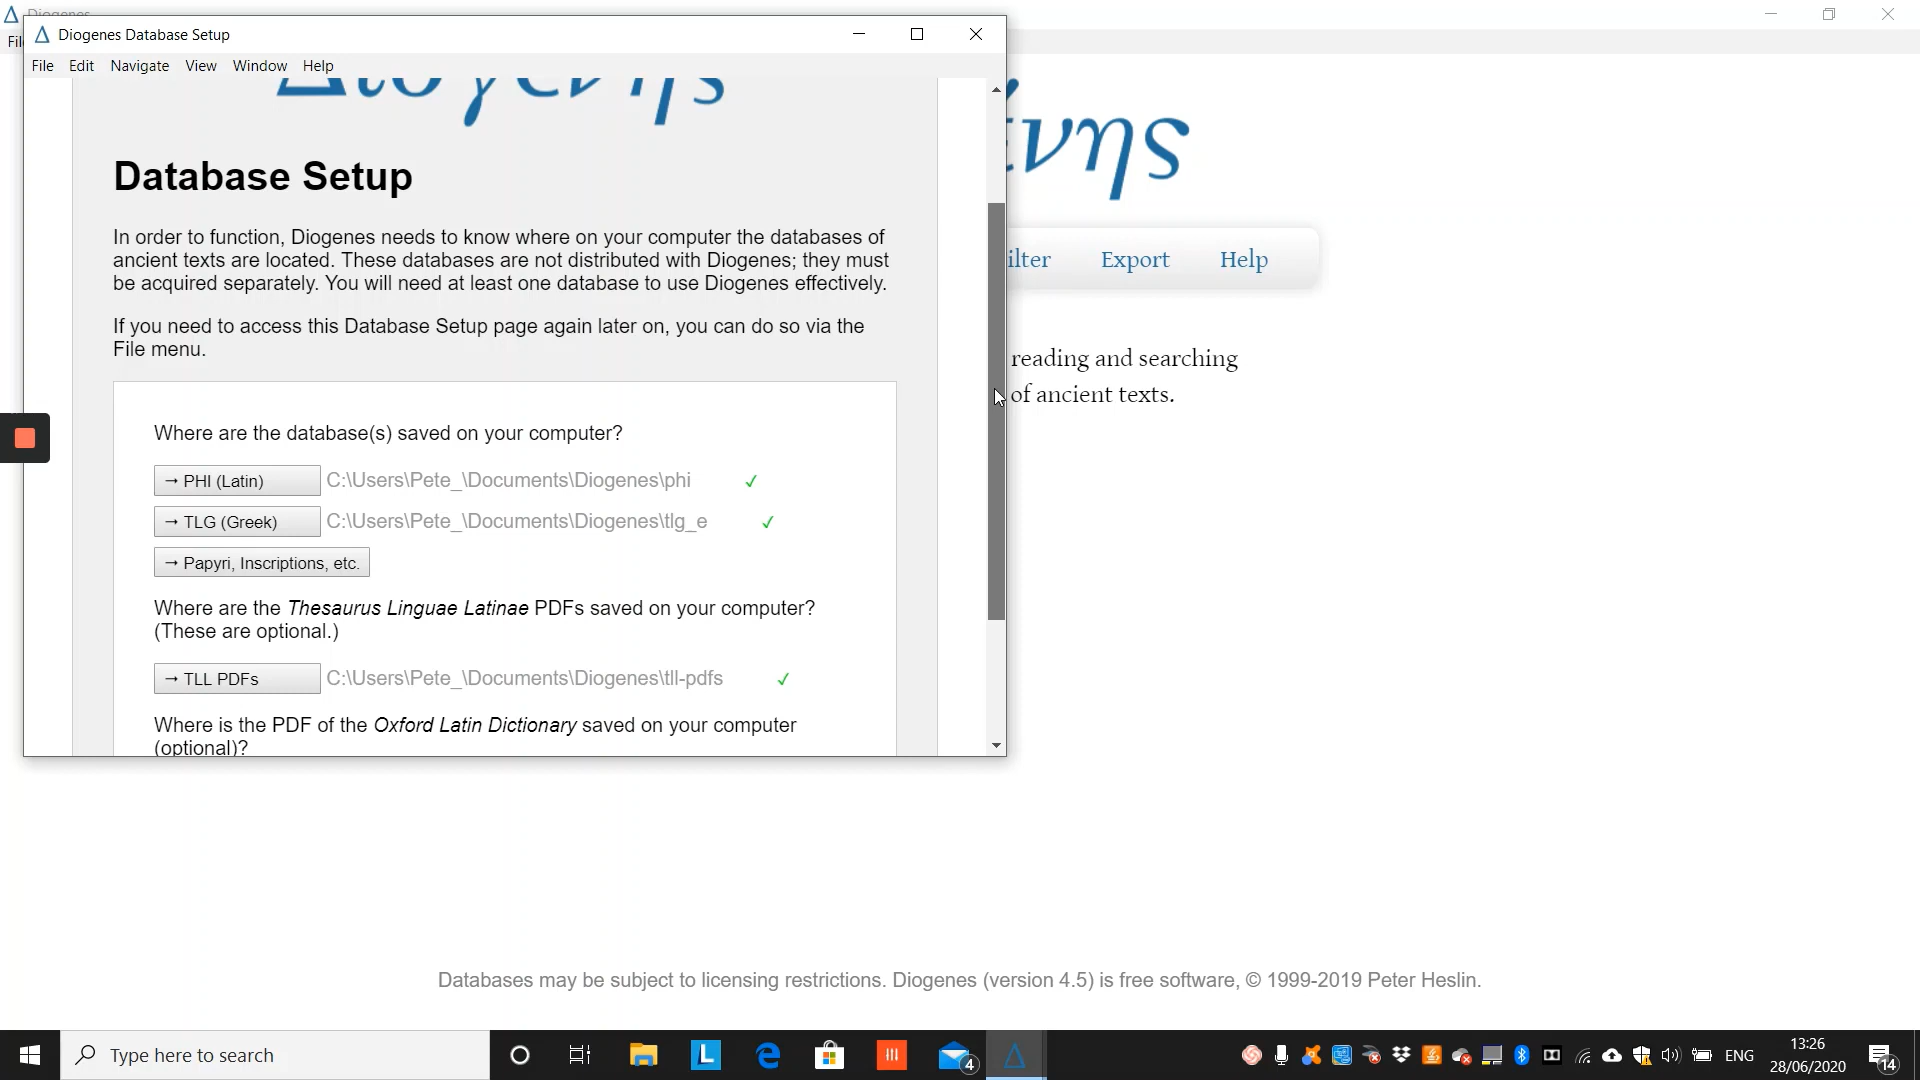 Diogenes
Diogenes Database Setup
File Edit Navigate View Window Help
Διογένης
Database Setup
In order to function, Diogenes needs to know where on your computer the databases of
ancient texts are located. These databases are not distributed with Diogenes; they must
be acquired separately. You will need at least one database to use Diogenes effectively.
If you need to access this Database Setup page again later on, you can do so via the
File menu.
Where are the database(s) saved on your computer?
→ PHI (Latin) C:\Users\Pete_\Documents\Diogenes\phi ✓
→ TLG (Greek) C:\Users\Pete_\Documents\Diogenes\tlg_e ✓
→ Papyri, Inscriptions, etc.
Where are the Thesaurus Linguae Latinae PDFs saved on your computer?
(These are optional.)
→ TLL PDFs C:\Users\Pete_\Documents\Diogenes\tll-pdfs ✓
Where is the PDF of the Oxford Latin Dictionary saved on your computer
(optional)?
Fil
ένης
ilter Export Help
reading and searching
of ancient texts.
Databases may be subject to licensing restrictions. Diogenes (version 4.5) is free software, © 1999-2019 Peter Heslin.
Type here to search
L
4
ENG
13:26
28/06/2020
14